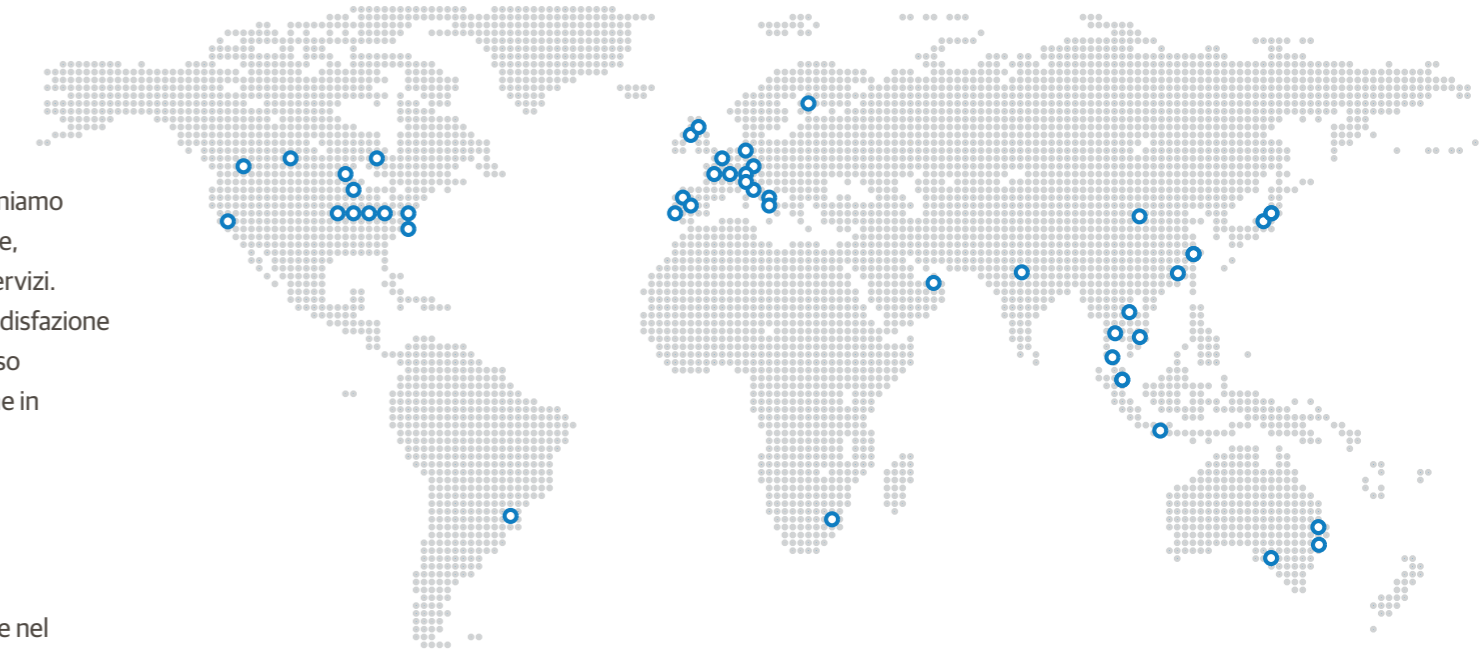 niamo
e,
ervizi.
disfazione
so
e in
e nel